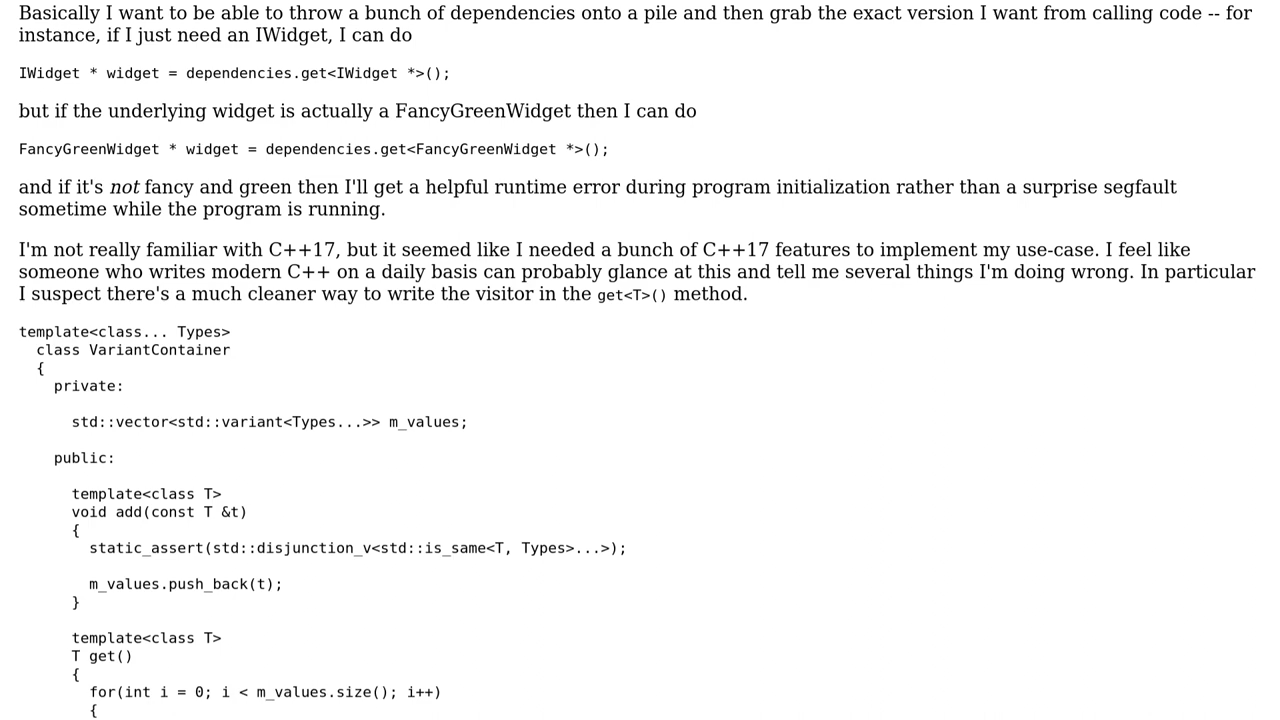 Basically I want to be able to throw a bunch of dependencies onto a pile and then grab the exact version I want from calling code -- for
instance, if I just need an IWidget, I can do
IWidget * widget = dependencies.get<IWidget *>();
but if the underlying widget is actually a FancyGreenWidget then I can do
FancyGreenWidget * widget = dependencies.get<FancyGreenWidget *>();
and if it's not fancy and green then I'll get a helpful runtime error during program initialization rather than a surprise segfault
sometime while the program is running.
I'm not really familiar with C++17, but it seemed like I needed a bunch of C++17 features to implement my use-case. I feel like
someone who writes modern C++ on a daily basis can probably glance at this and tell me several things I'm doing wrong. In particular
I suspect there's a much cleaner way to write the visitor in the get<T>() method.
template<class... Types>
  class VariantContainer
  {
    private:
      std::vector<std::variant<Types...>> m_values;
    public:
      template<class T>
      void add(const T &t)
      {
        static_assert(std::disjunction_v<std::is_same<T, Types>...>);
        m_values.push_back(t);
      }
      template<class T>
      T get()
      {
        for(int i = 0; i < m_values.size(); i++)
        {